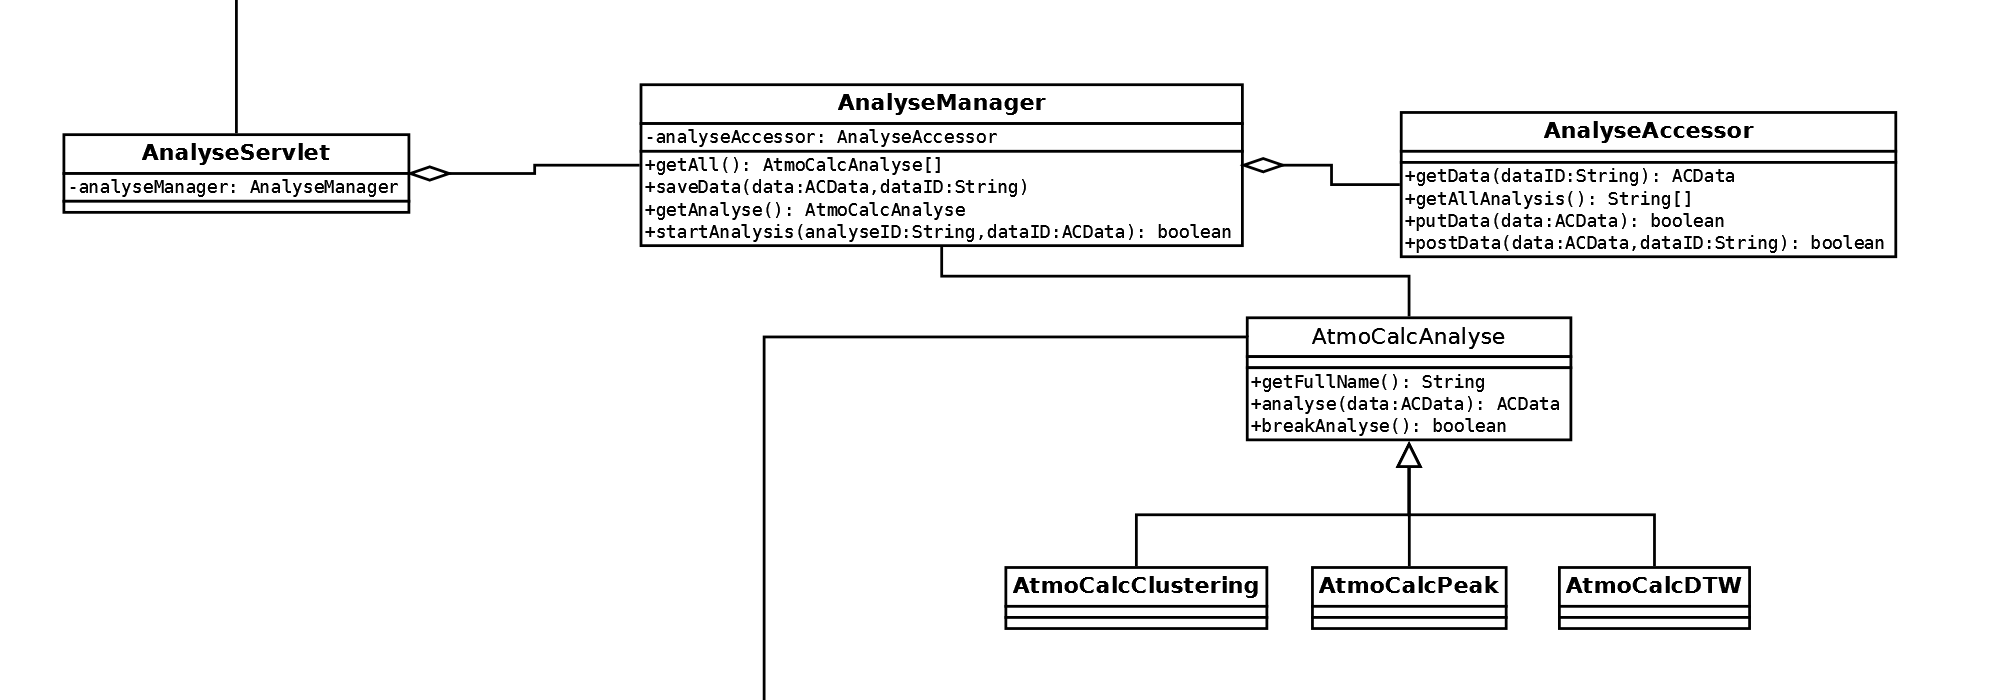 AnalyseServlet
-analyseManager: AnalyseManager
AnalyseManager
-analyseAccessor: AnalyseAccessor
+getAll(): AtmoCalcAnalyse[]
+saveData(data:ACData,dataID:String)
+getAnalyse(): AtmoCalcAnalyse
+startAnalysis(analyseID:String,dataID:ACData): boolean
AnalyseAccessor
+getData(dataID:String): ACData
+getAllAnalysis(): String[]
+putData(data:ACData): boolean
+postData(data:ACData,dataID:String): boolean
AtmoCalcAnalyse
+getFullName(): String
+analyse(data:ACData): ACData
+breakAnalyse(): boolean
AtmoCalcClustering
AtmoCalcPeak
AtmoCalcDTW